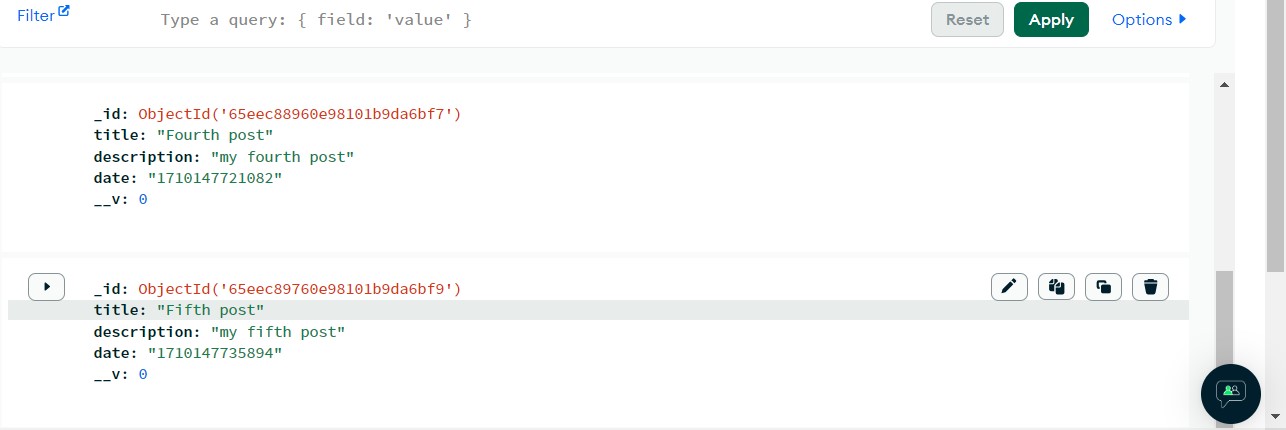 Filter Type a query: { field: 'value' } Reset Apply Options
_id: ObjectId('65eec88960e98101b9da6bf7')
title: "Fourth post"
description: "my fourth post"
date: "1710147721082"
__v: 0
_id: ObjectId('65eec89760e98101b9da6bf9')
title: "Fifth post"
description: "my fifth post"
date: "1710147735894"
__v: 0